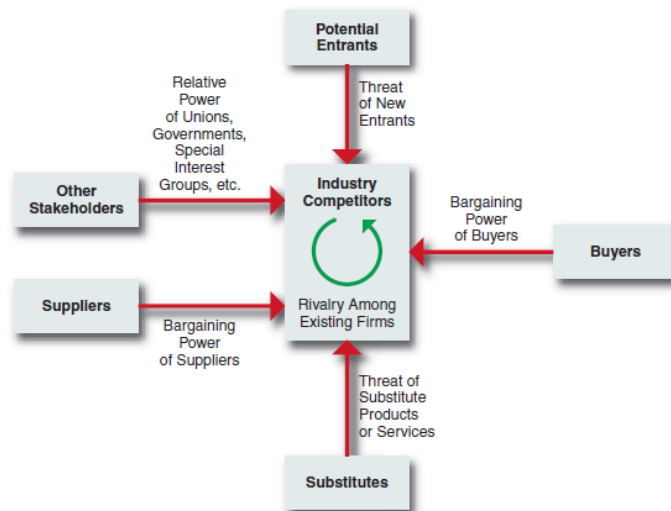 Potential
Entrants
Threat
of New
Entrants
Relative
Power
of Unions,
Governments,
Special
Interest
Groups, etc.
Other
Stakeholders
Industry
Competitors
Rivalry Among
Existing Firms
Bargaining
Power
of Buyers
Buyers
Suppliers
Bargaining
Power
of Suppliers
Threat of
Substitute
Products
or Services
Substitutes